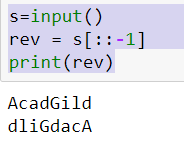 s=input()
rev = s[::-1]
print(rev)
AcadGild
dliGdacA